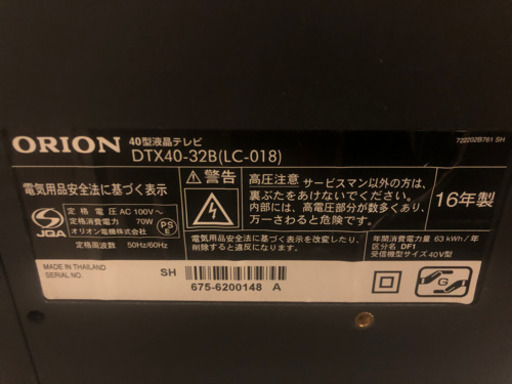 ORION 40型液晶テレビ
DTX40-32B(LC-018)
722202B761 SH
電気用品安全法に基づく表示
JQA
定格電圧 AC 100V~
定格消費電力 70W
オリオン電機株式会社
定格周波数 50Hz/60Hz
PS
警告
高圧注意 サービスマン以外の方は、
裏ぶたをあけないでください。
内部には、高電圧部分が数多くあり、
万一さわると危険です。
電気用品安全法に基づく表示を改変したり、
削除すると違反になります。
16年製
年間消費電力量 63 kWh/年
区分名 DF1
受信機型サイズ 40V型
MADE IN THAILAND
SERIAL NO.
SH
675-6200148 A
G